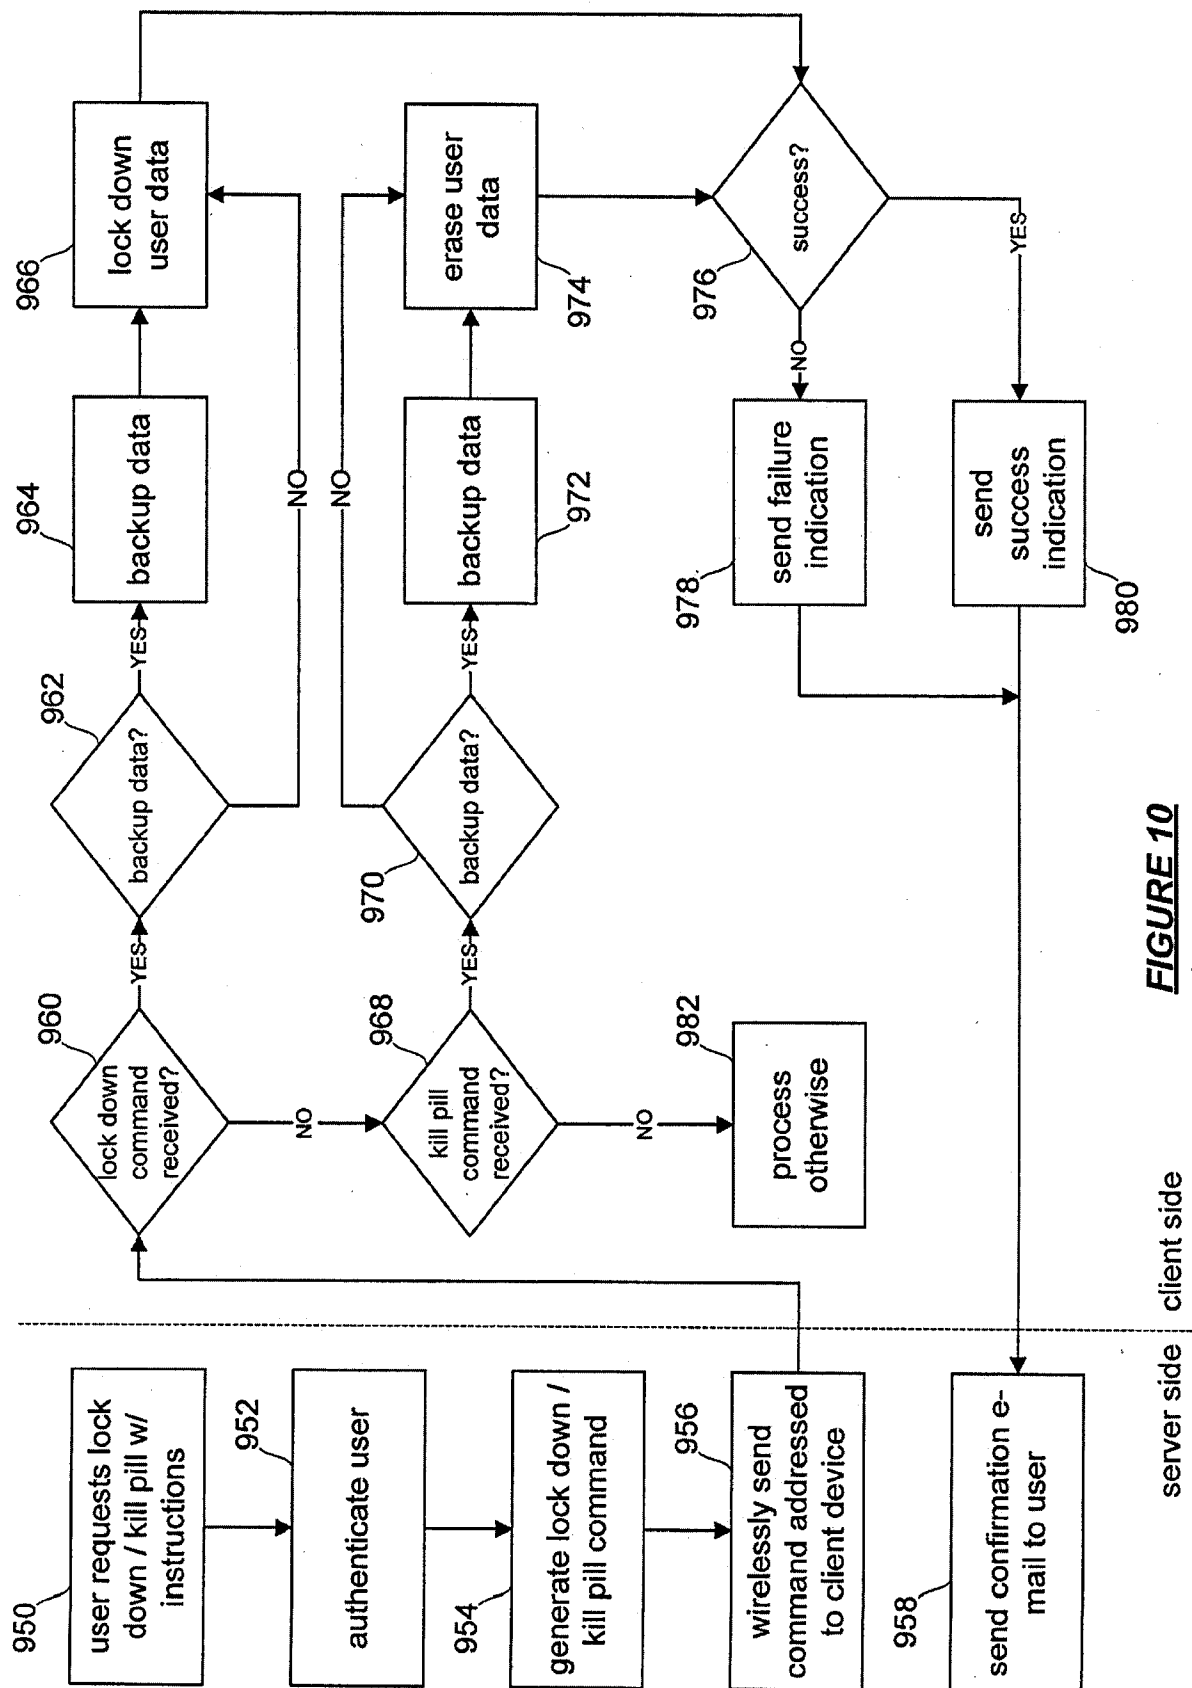 950
user requests lock
down / kill pill w/
instructions
952
authenticate user
954
generate lock down /
kill pill command
956
wirelessly send
command addressed
to client device
958
send confirmation e-
mail to user
server side
client side
960
lock down
command
received?
YES
NO
962
backup data?
YES
NO
964
backup data
966
lock down
user data
968
kill pill
command
received?
YES
NO
970
backup data?
YES
NO
972
backup data
974
erase user
data
976
success?
NO
YES
978
send failure
indication
980
send
success
indication
982
process
otherwise
FIGURE 10